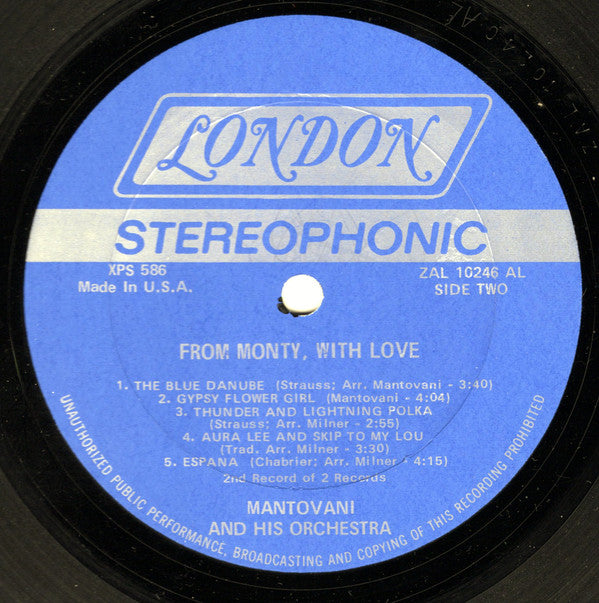 LONDON
STEREOPHONIC
XPS 586
Made In U.S.A.
ZAL 10246 AL
SIDE TWO
FROM MONTY, WITH LOVE
1. THE BLUE DANUBE (Strauss; Arr. Mantovani - 3:40)
2. GYPSY FLOWER GIRL (Mantovani - 4:04)
3. THUNDER AND LIGHTNING POLKA
(Strauss; Arr. Milner - 2:55)
4. AURA LEE AND SKIP TO MY LOU
(Trad. Arr. Milner - 3:30)
5. ESPANA (Chabrier; Arr. Milner - 4:15)
2nd Record of 2 Records
MANTOVANI
AND HIS ORCHESTRA
UNAUTHORIZED PUBLIC PERFORMANCE, BROADCASTING AND COPYING OF THIS RECORDING PROHIBITED